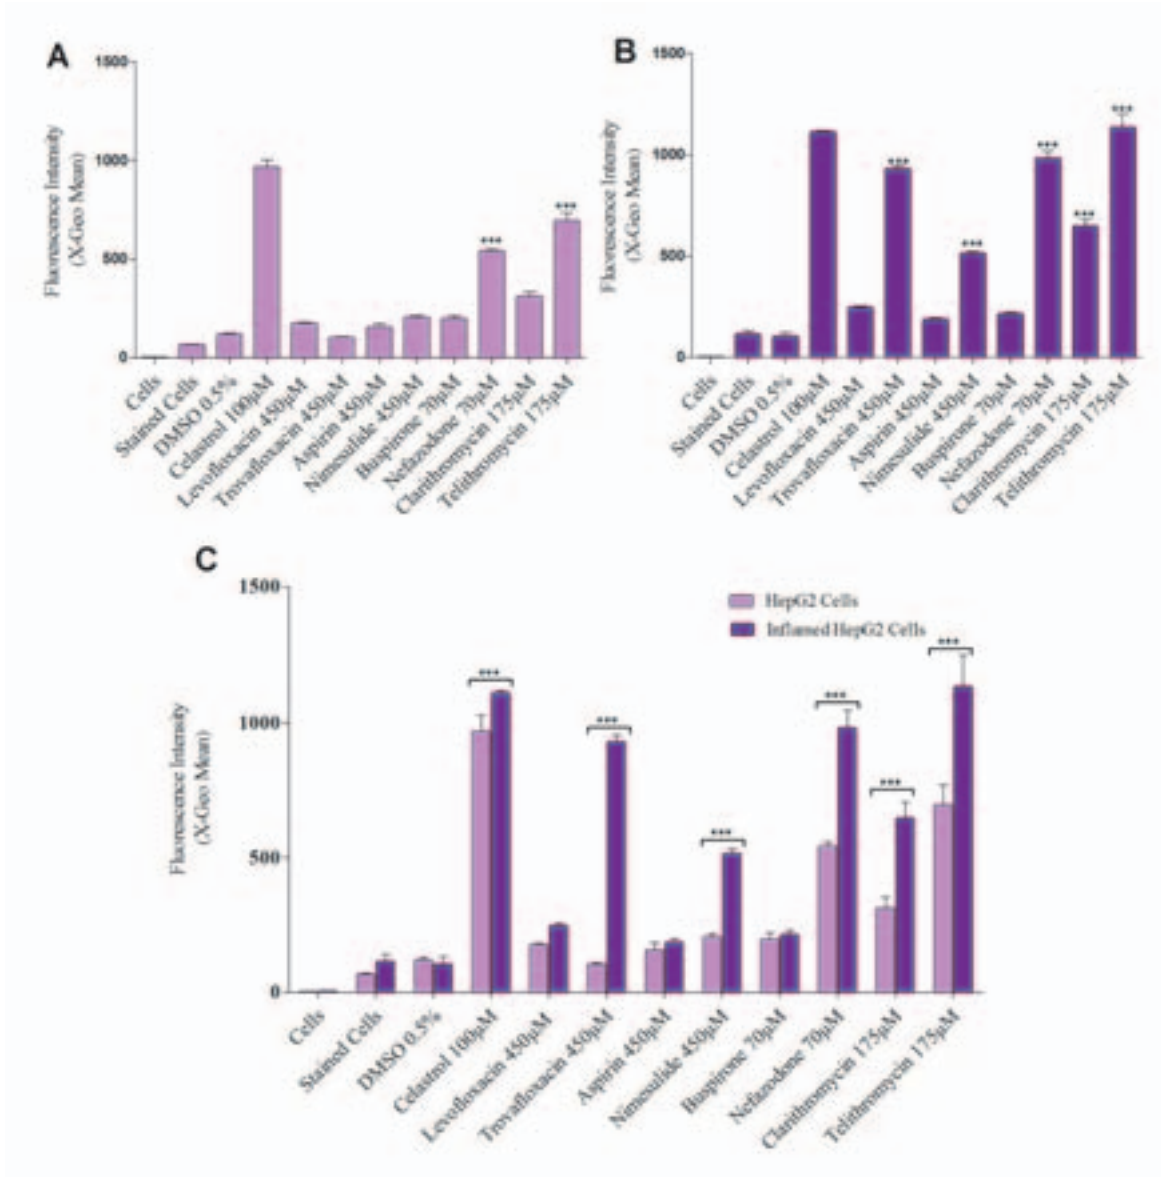 A
1500
1000
500
0
Fluorescence Intensity
(X-Geo Mean)
***
***
Cells
Stained Cells
DMSO 0.5%
Celastrol 100µM
Levofloxacin 450µM
Trovafloxacin 450µM
Aspirin 450µM
Nimesulide 450µM
Buspirone 70µM
Nefazodone 70µM
Clarithromycin 175µM
Telithromycin 175µM
B
1500
1000
500
0
Fluorescence Intensity
(X-Geo Mean)
***
***
***
***
***
Cells
Stained Cells
DMSO 0.5%
Celastrol 100µM
Levofloxacin 450µM
Trovafloxacin 450µM
Aspirin 450µM
Nimesulide 450µM
Buspirone 70µM
Nefazodone 70µM
Clarithromycin 175µM
Telithromycin 175µM
C
1500
1000
500
0
Fluorescence Intensity
(X-Geo Mean)
HepG2 Cells
Inflamed HepG2 Cells
***
***
***
***
***
***
Cells
Stained Cells
DMSO 0.5%
Celastrol 100µM
Levofloxacin 450µM
Trovafloxacin 450µM
Aspirin 450µM
Nimesulide 450µM
Buspirone 70µM
Nefazodone 70µM
Clarithromycin 175µM
Telithromycin 175µM